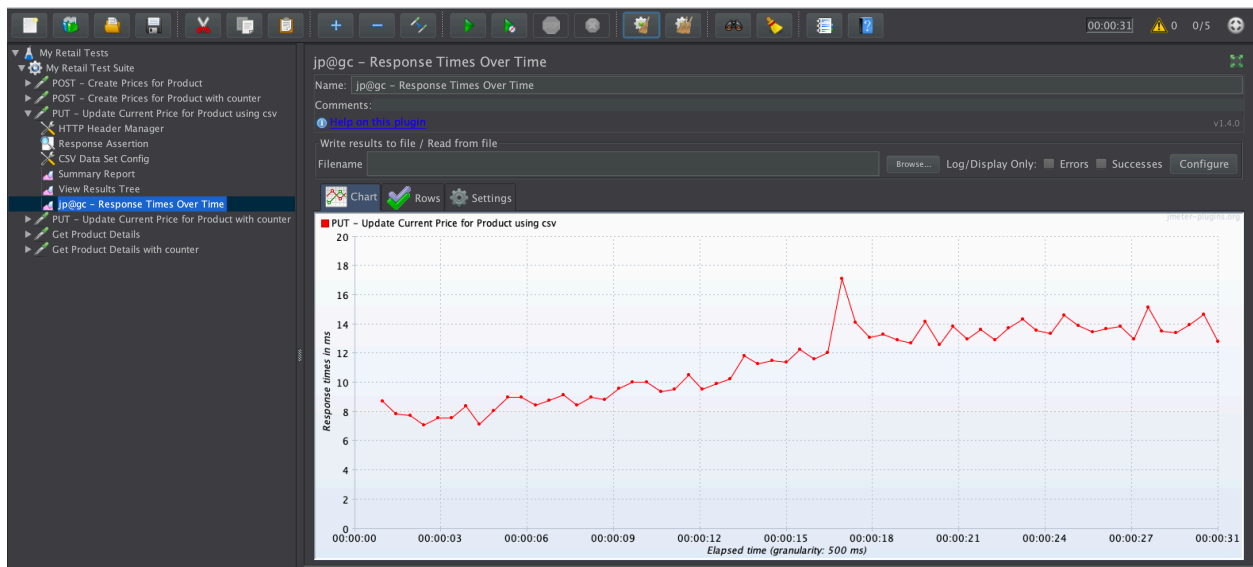 00:00:31 0 0/5
My Retail Tests
My Retail Test Suite
POST - Create Prices for Product
POST - Create Prices for Product with counter
PUT - Update Current Price for Product using csv
HTTP Header Manager
Response Assertion
CSV Data Set Config
Summary Report
View Results Tree
jp@gc - Response Times Over Time
PUT - Update Current Price for Product with counter
Get Product Details
Get Product Details with counter
jp@gc - Response Times Over Time
Name: jp@gc - Response Times Over Time
Comments:
Help on this plugin v1.4.0
Write results to file / Read from file
Filename Browse... Log/Display Only: Errors Successes Configure
Chart Rows Settings
jmeter-plugins.org
PUT - Update Current Price for Product using csv
20
18
16
14
12
10
8
6
4
2
0
Response times in ms
00:00:00 00:00:03 00:00:06 00:00:09 00:00:12 00:00:15 00:00:18 00:00:21 00:00:24 00:00:27 00:00:31
Elapsed time (granularity: 500 ms)